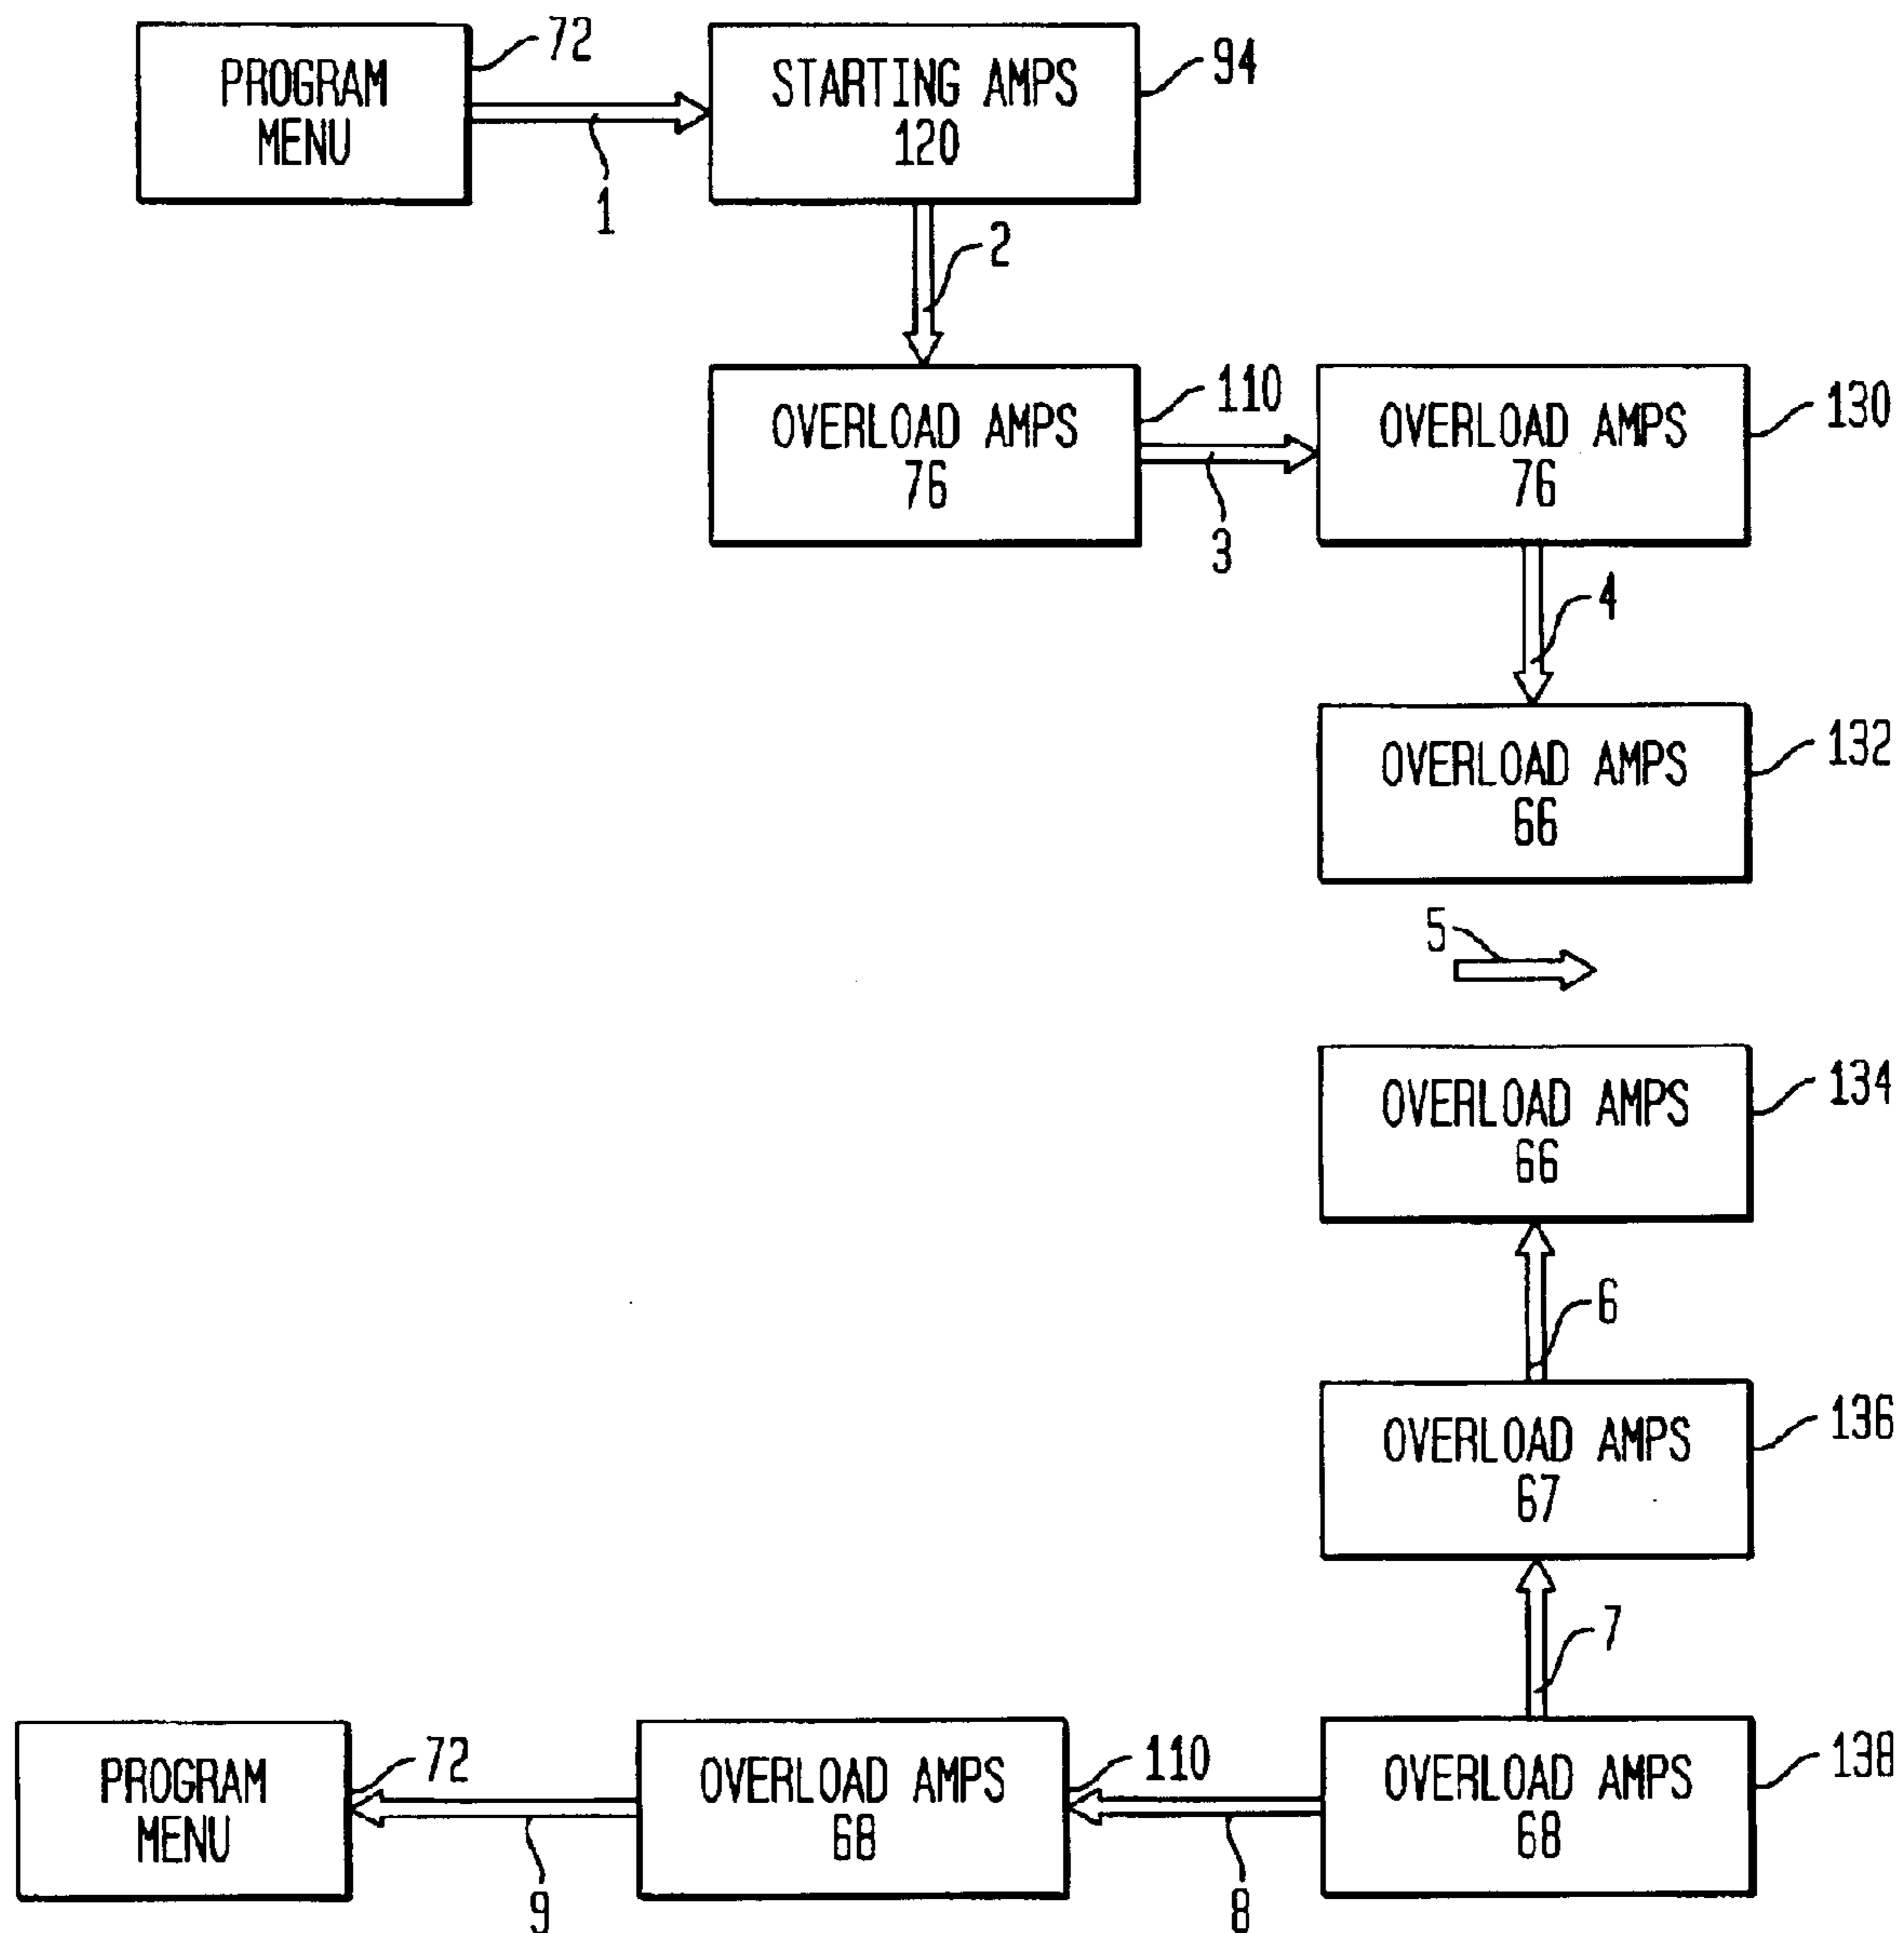 PROGRAM
MENU
72
1
STARTING AMPS
120
94
2
OVERLOAD AMPS
76
110
3
OVERLOAD AMPS
76
130
4
OVERLOAD AMPS
66
132
5
OVERLOAD AMPS
66
134
6
OVERLOAD AMPS
67
136
7
PROGRAM
MENU
72
9
OVERLOAD AMPS
68
110
8
OVERLOAD AMPS
68
138